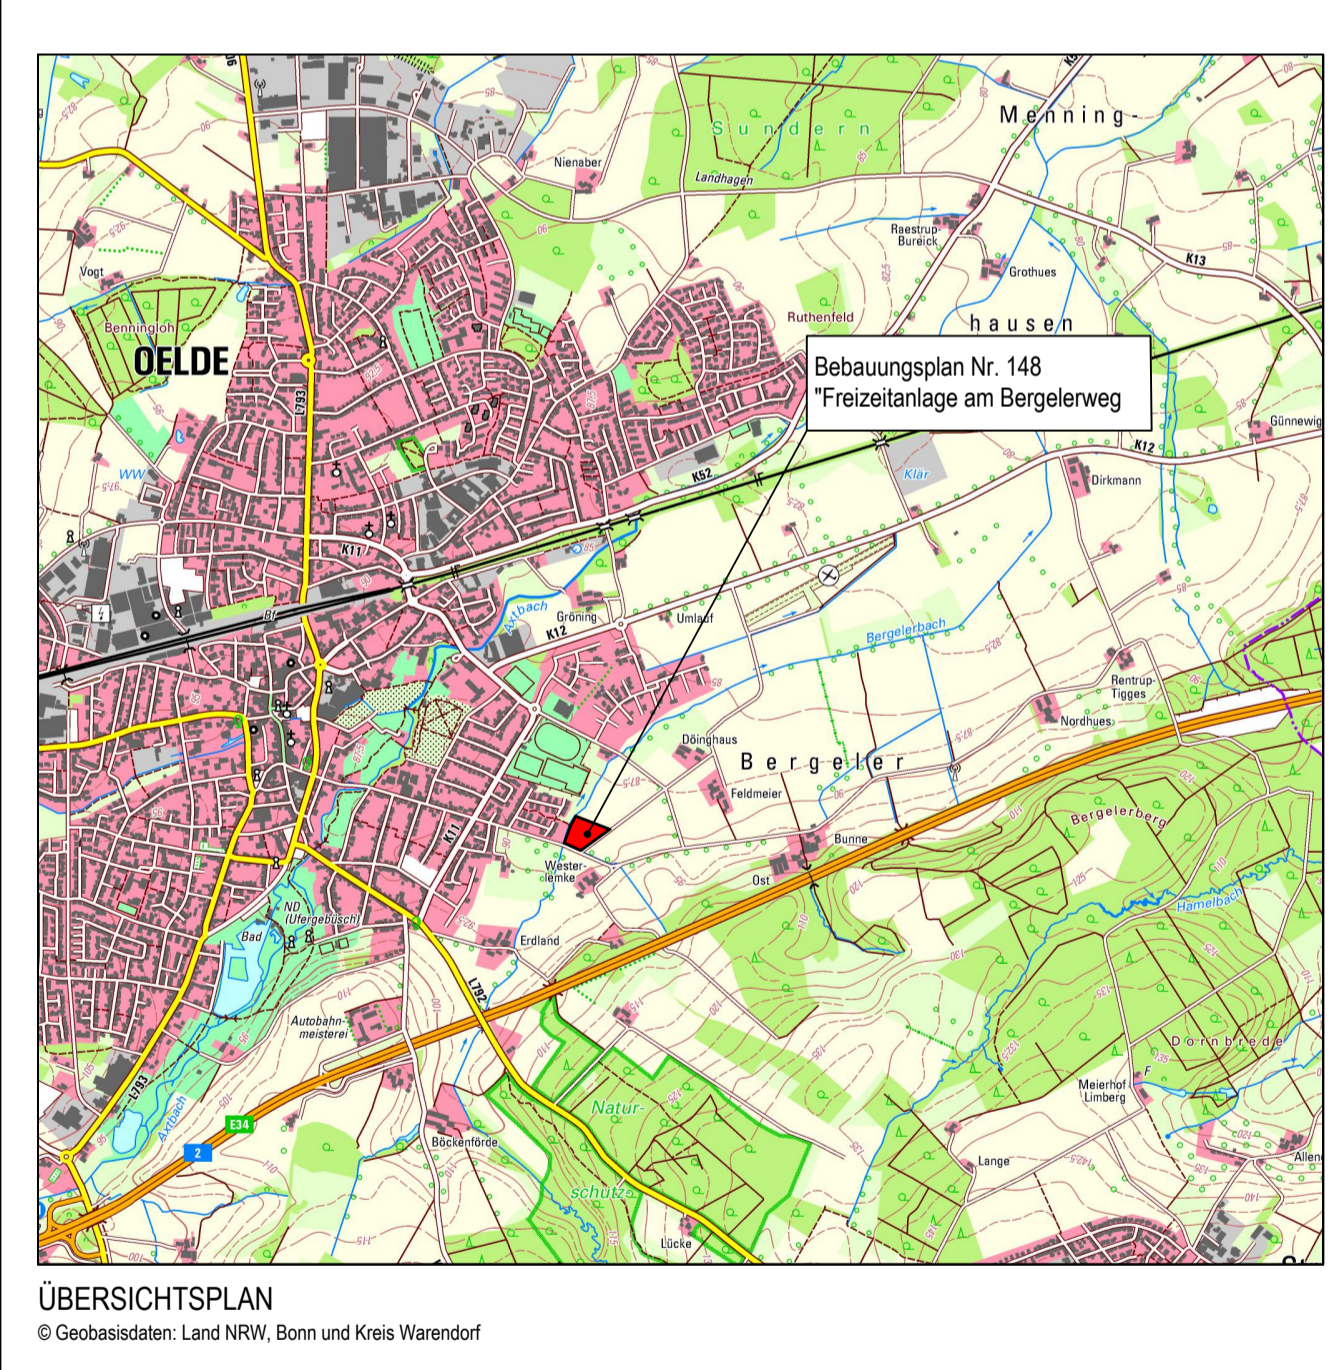 Menning-
Sundern
Nienaber
Landhagen
Raestrup-
Bureick
K13
Grothues
Vogt
Benningloh
OELDE
Ruthenfeld
hausen
Bebauungsplan Nr. 148
"Freizeitanlage am Bergelerweg
L793
Günnewig
K12
WW
K52
Klär
Dirkmann
K11
Bf
Axtbach
Gröning
K12
Umlauf
Bergelerbach
Rentrup-
Tigges
Nordhues
Döinghaus
Bergeler
Feldmeier
Bergelerberg
K11
Bunne
Wester-
lemke
Ost
Hamelbach
ND
(Ufergebüsch)
Bad
Erdland
L792
Autobahn-
meisterei
Dornbrede
F
Meierhof
Limberg
L793
Axtbach
E34
2
Natur-
schutz-
Böckenförde
Lange
Lücke
ÜBERSICHTSPLAN
© Geobasisdaten: Land NRW, Bonn und Kreis Warendorf